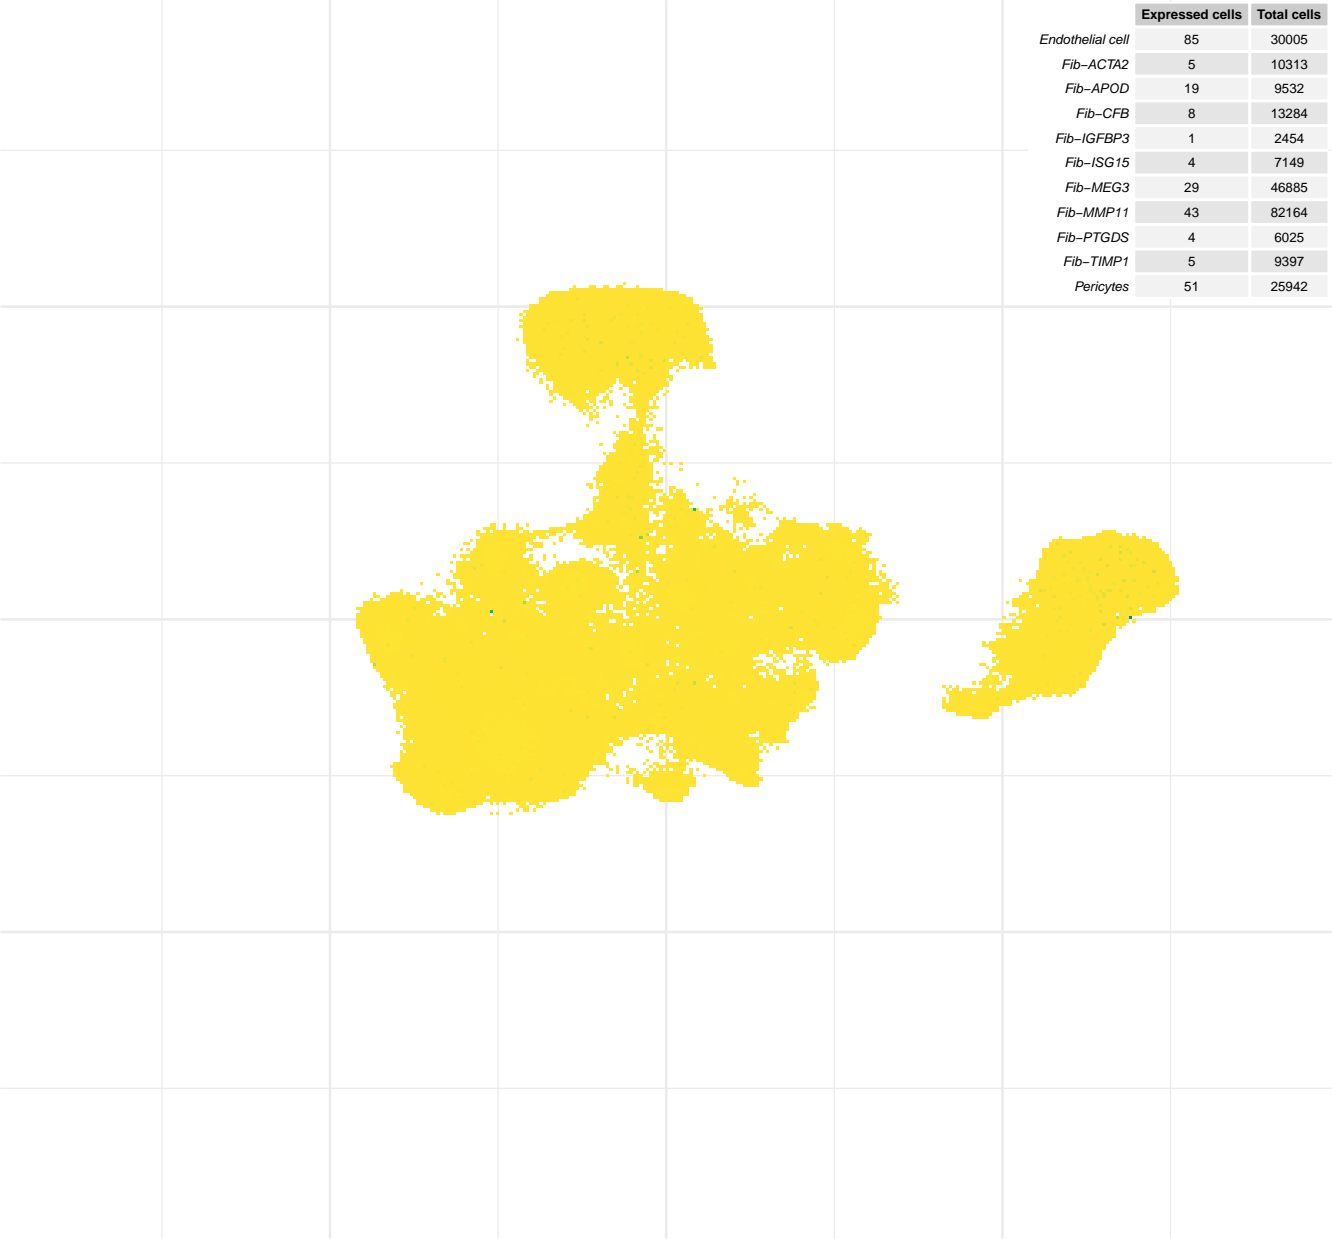 Expressed cells Total cells
Endothelial cell 85 30005
Fib−ACTA2 5 10313
Fib−APOD 19 9532
Fib−CFB 8 13284
Fib−IGFBP3 1 2454
Fib−ISG15 4 7149
Fib−MEG3 29 46885
Fib−MMP11 43 82164
Fib−PTGDS 4 6025
Fib−TIMP1 5 9397
Pericytes 51 25942